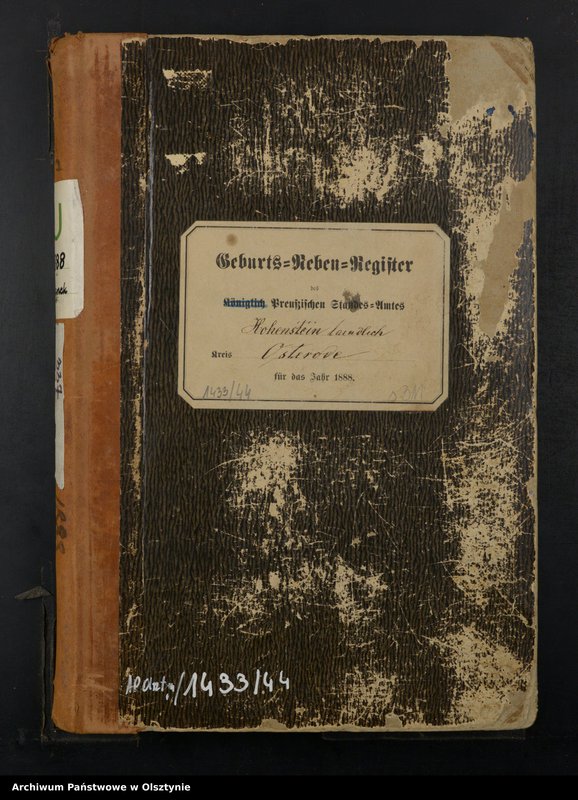 Geburts-Neben-Register
des
Königlich Preußischen Standes-Amtes
Hohenstein laendlich
Kreis Osterode
für das Jahr 1888.
1433/44
1433/44
Archiwum Państwowe w Olsztynie